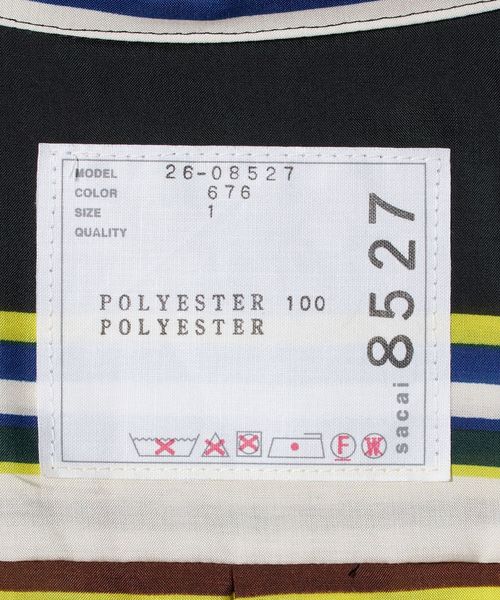 MODEL 26-08527
COLOR 676
SIZE 1
QUALITY
POLYESTER 100
POLYESTER
sacai 8527
F
W